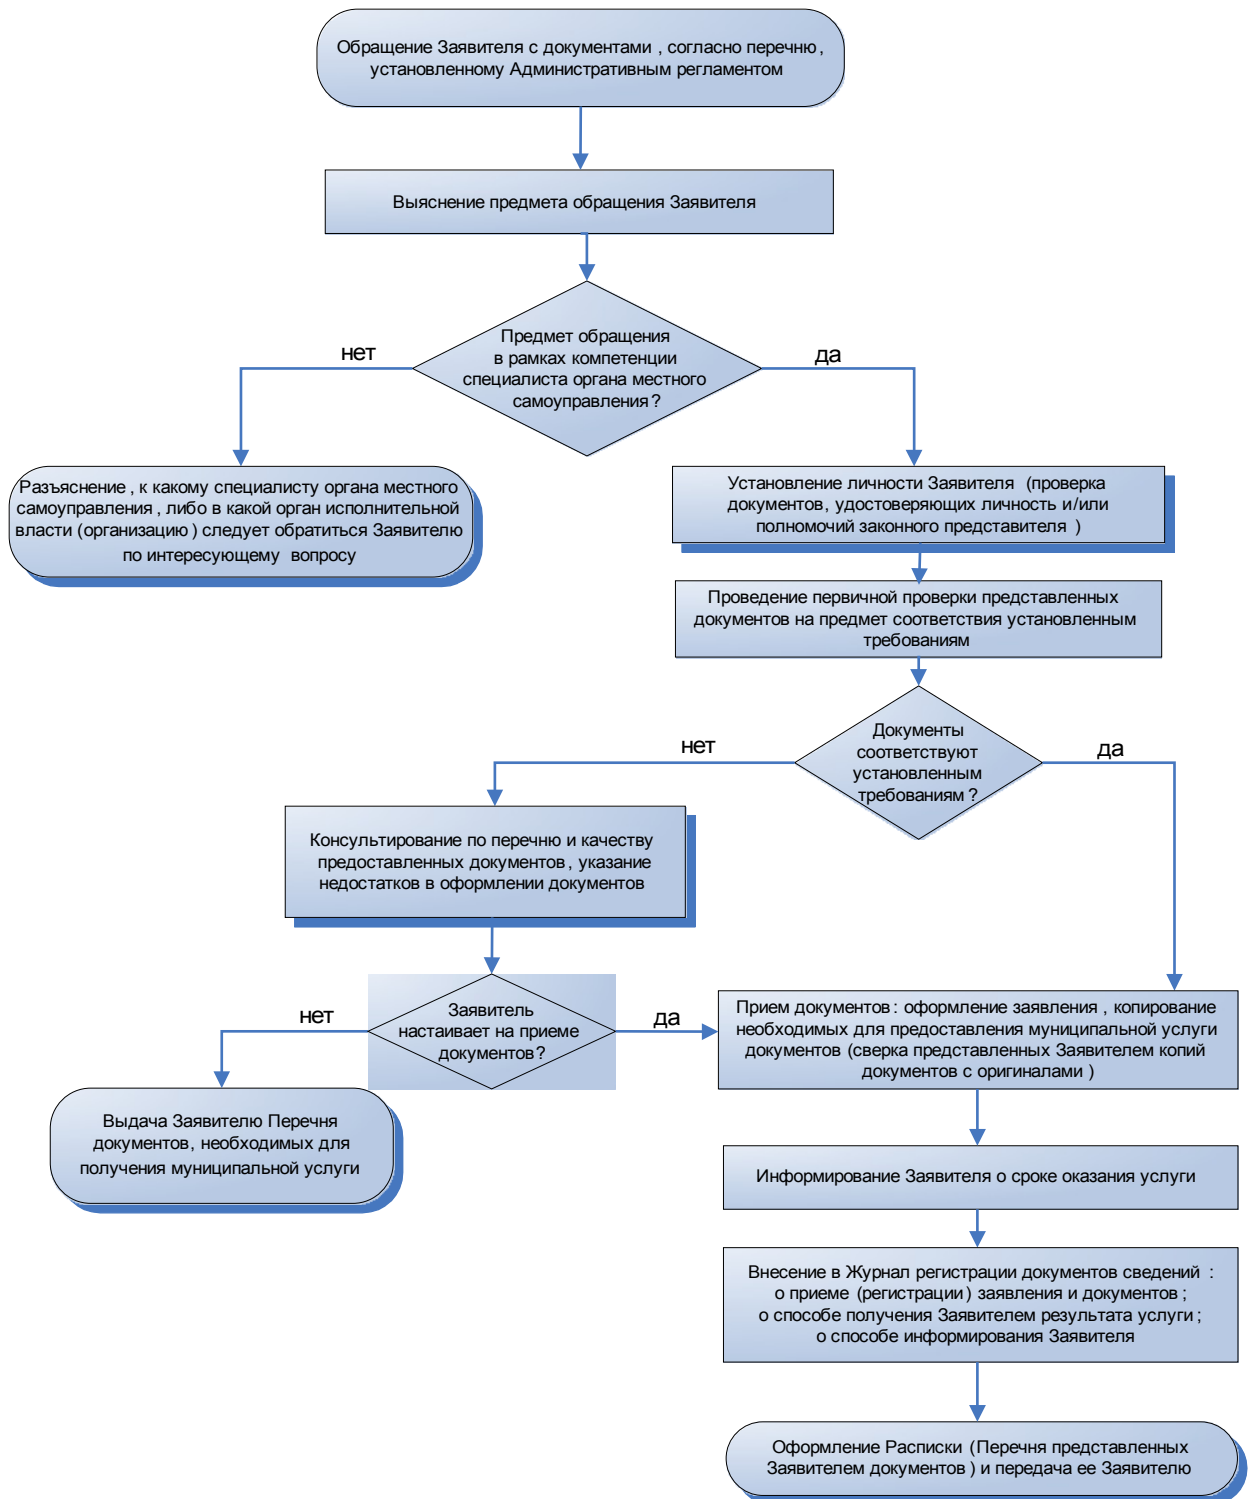 Обращение Заявителя с документами, согласно перечню,
установленному Административным регламентом
Выяснение предмета обращения Заявителя
Предмет обращения
в рамках компетенции
специалиста органа местного
самоуправления?
нет
да
Разъяснение, к какому специалисту органа местного
самоуправления, либо в какой орган исполнительной
власти (организацию) следует обратиться Заявителю
по интересующему вопросу
Установление личности Заявителя (проверка
документов, удостоверяющих личность и/или
полномочий законного представителя)
Проведение первичной проверки представленных
документов на предмет соответствия установленным
требованиям
Документы
соответствуют
установленным
требованиям?
нет
да
Консультирование по перечню и качеству
предоставленных документов, указание
недостатков в оформлении документов
Заявитель
настаивает на приеме
документов?
нет
да
Прием документов: оформление заявления, копирование
необходимых для предоставления муниципальной услуги
документов (сверка представленных Заявителем копий
документов с оригиналами)
Выдача Заявителю Перечня
документов, необходимых для
получения муниципальной услуги
Информирование Заявителя о сроке оказания услуги
Внесение в Журнал регистрации документов сведений:
о приеме (регистрации) заявления и документов;
о способе получения Заявителем результата услуги;
о способе информирования Заявителя
Оформление Расписки (Перечня представленных
Заявителем документов) и передача ее Заявителю